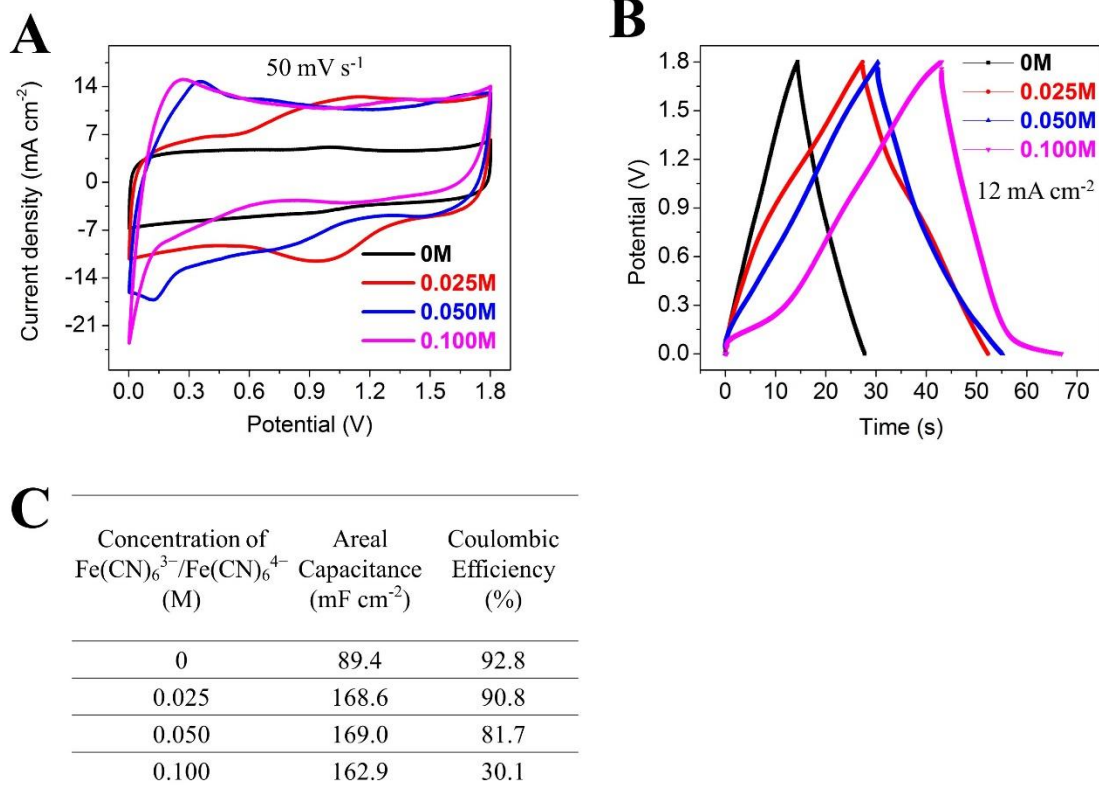 A
50 mV s⁻¹
14
7
0
-7
-14
-21
Current density (mA cm⁻²)
0M
0.025M
0.050M
0.100M
0.0 0.3 0.6 0.9 1.2 1.5 1.8
Potential (V)
B
1.8
1.5
1.2
0.9
0.6
0.3
0.0
Potential (V)
0M
0.025M
0.050M
0.100M
12 mA cm⁻²
0 10 20 30 40 50 60 70
Time (s)
C
Concentration of Areal Coulombic
Fe(CN)₆³⁻/Fe(CN)₆⁴⁻ Capacitance Efficiency
(M) (mF cm⁻²) (%)
0 89.4 92.8
0.025 168.6 90.8
0.050 169.0 81.7
0.100 162.9 30.1